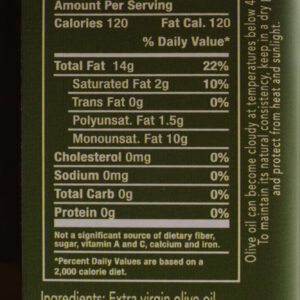 Amount Per Serving
Calories 120 Fat Cal. 120
% Daily Value*
Total Fat 14g 22%
Saturated Fat 2g 10%
Trans Fat 0g 0%
Polyunsat. Fat 1.5g
Monounsat. Fat 10g
Cholesterol 0mg 0%
Sodium 0mg 0%
Total Carb 0g 0%
Protein 0g 0%
Not a significant source of dietary fiber,
sugar, vitamin A and C, calcium and iron.
*Percent Daily Values are based on a
2,000 calorie diet.
Ingredients: Extra virgin olive oil
Olive oil can become cloudy at temperatures below 4
To maintain its natural consistency, keep in a dry
and protect from heat and sunlight.